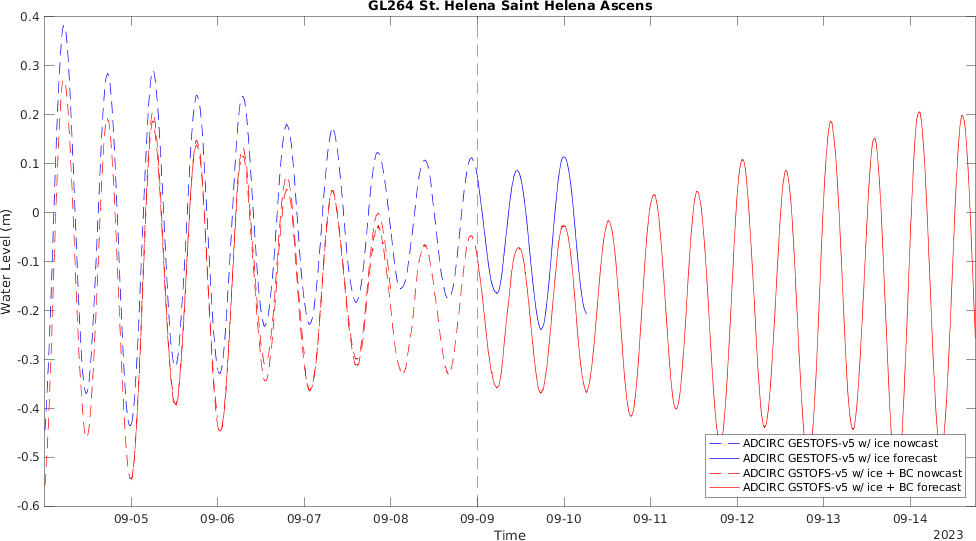 GL264 St. Helena Saint Helena Ascens
0.4
0.3
0.2
0.1
0
-0.1
-0.2
-0.3
-0.4
-0.5
-0.6
Water Level (m)
ADCIRC GESTOFS-v5 w/ ice nowcast
ADCIRC GESTOFS-v5 w/ ice forecast
ADCIRC GSTOFS-v5 w/ ice + BC nowcast
ADCIRC GSTOFS-v5 w/ ice + BC forecast
09-05 09-06 09-07 09-08 09-09 09-10 09-11 09-12 09-13 09-14
Time
2023